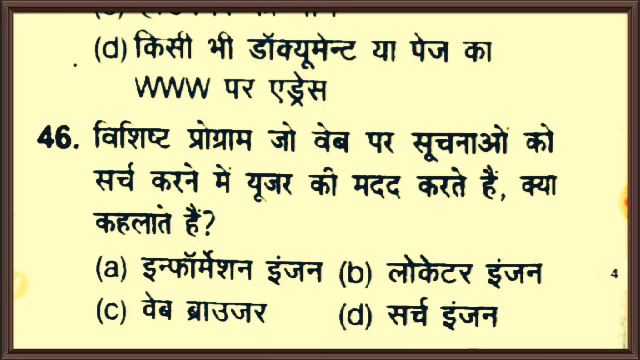 (d) किसी भी डॉक्यूमेन्ट या पेज का
WWW पर एड्रेस
46. विशिष्ट प्रोग्राम जो वेब पर सूचनाओं को
सर्च करने में यूजर की मदद करते हैं, क्या
कहलाते हैं?
(a) इन्फॉर्मेशन इंजन (b) लोकेटर इंजन
4
(c) वेब ब्राउजर (d) सर्च इंजन